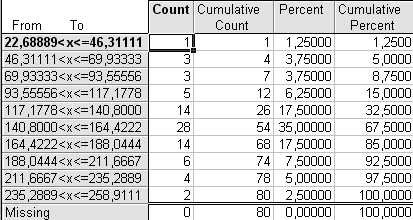 From To Count Cumulative Count Percent Cumulative Percent
22,68889<x<=46,31111 1 1 1,25000 1,2500
46,31111<x<=69,93333 3 4 3,75000 5,0000
69,93333<x<=93,55556 3 7 3,75000 8,7500
93,55556<x<=117,1778 5 12 6,25000 15,0000
117,1778<x<=140,8000 14 26 17,50000 32,5000
140,8000<x<=164,4222 28 54 35,00000 67,5000
164,4222<x<=188,0444 14 68 17,50000 85,0000
188,0444<x<=211,6667 6 74 7,50000 92,5000
211,6667<x<=235,2889 4 78 5,00000 97,5000
235,2889<x<=258,9111 2 80 2,50000 100,0000
Missing 0 80 0,00000 100,0000